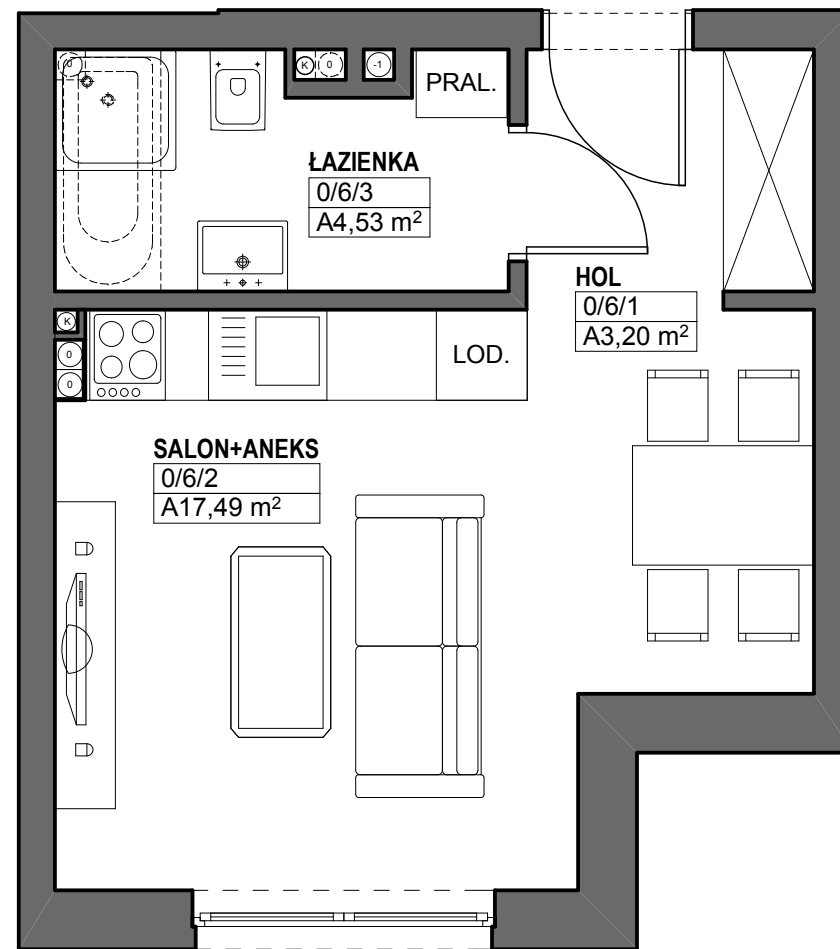 0
K
0
-1
PRAL.
ŁAZIENKA
0/6/3
A4,53 m²
HOL
0/6/1
A3,20 m²
K
0
0
LOD.
SALON+ANEKS
0/6/2
A17,49 m²